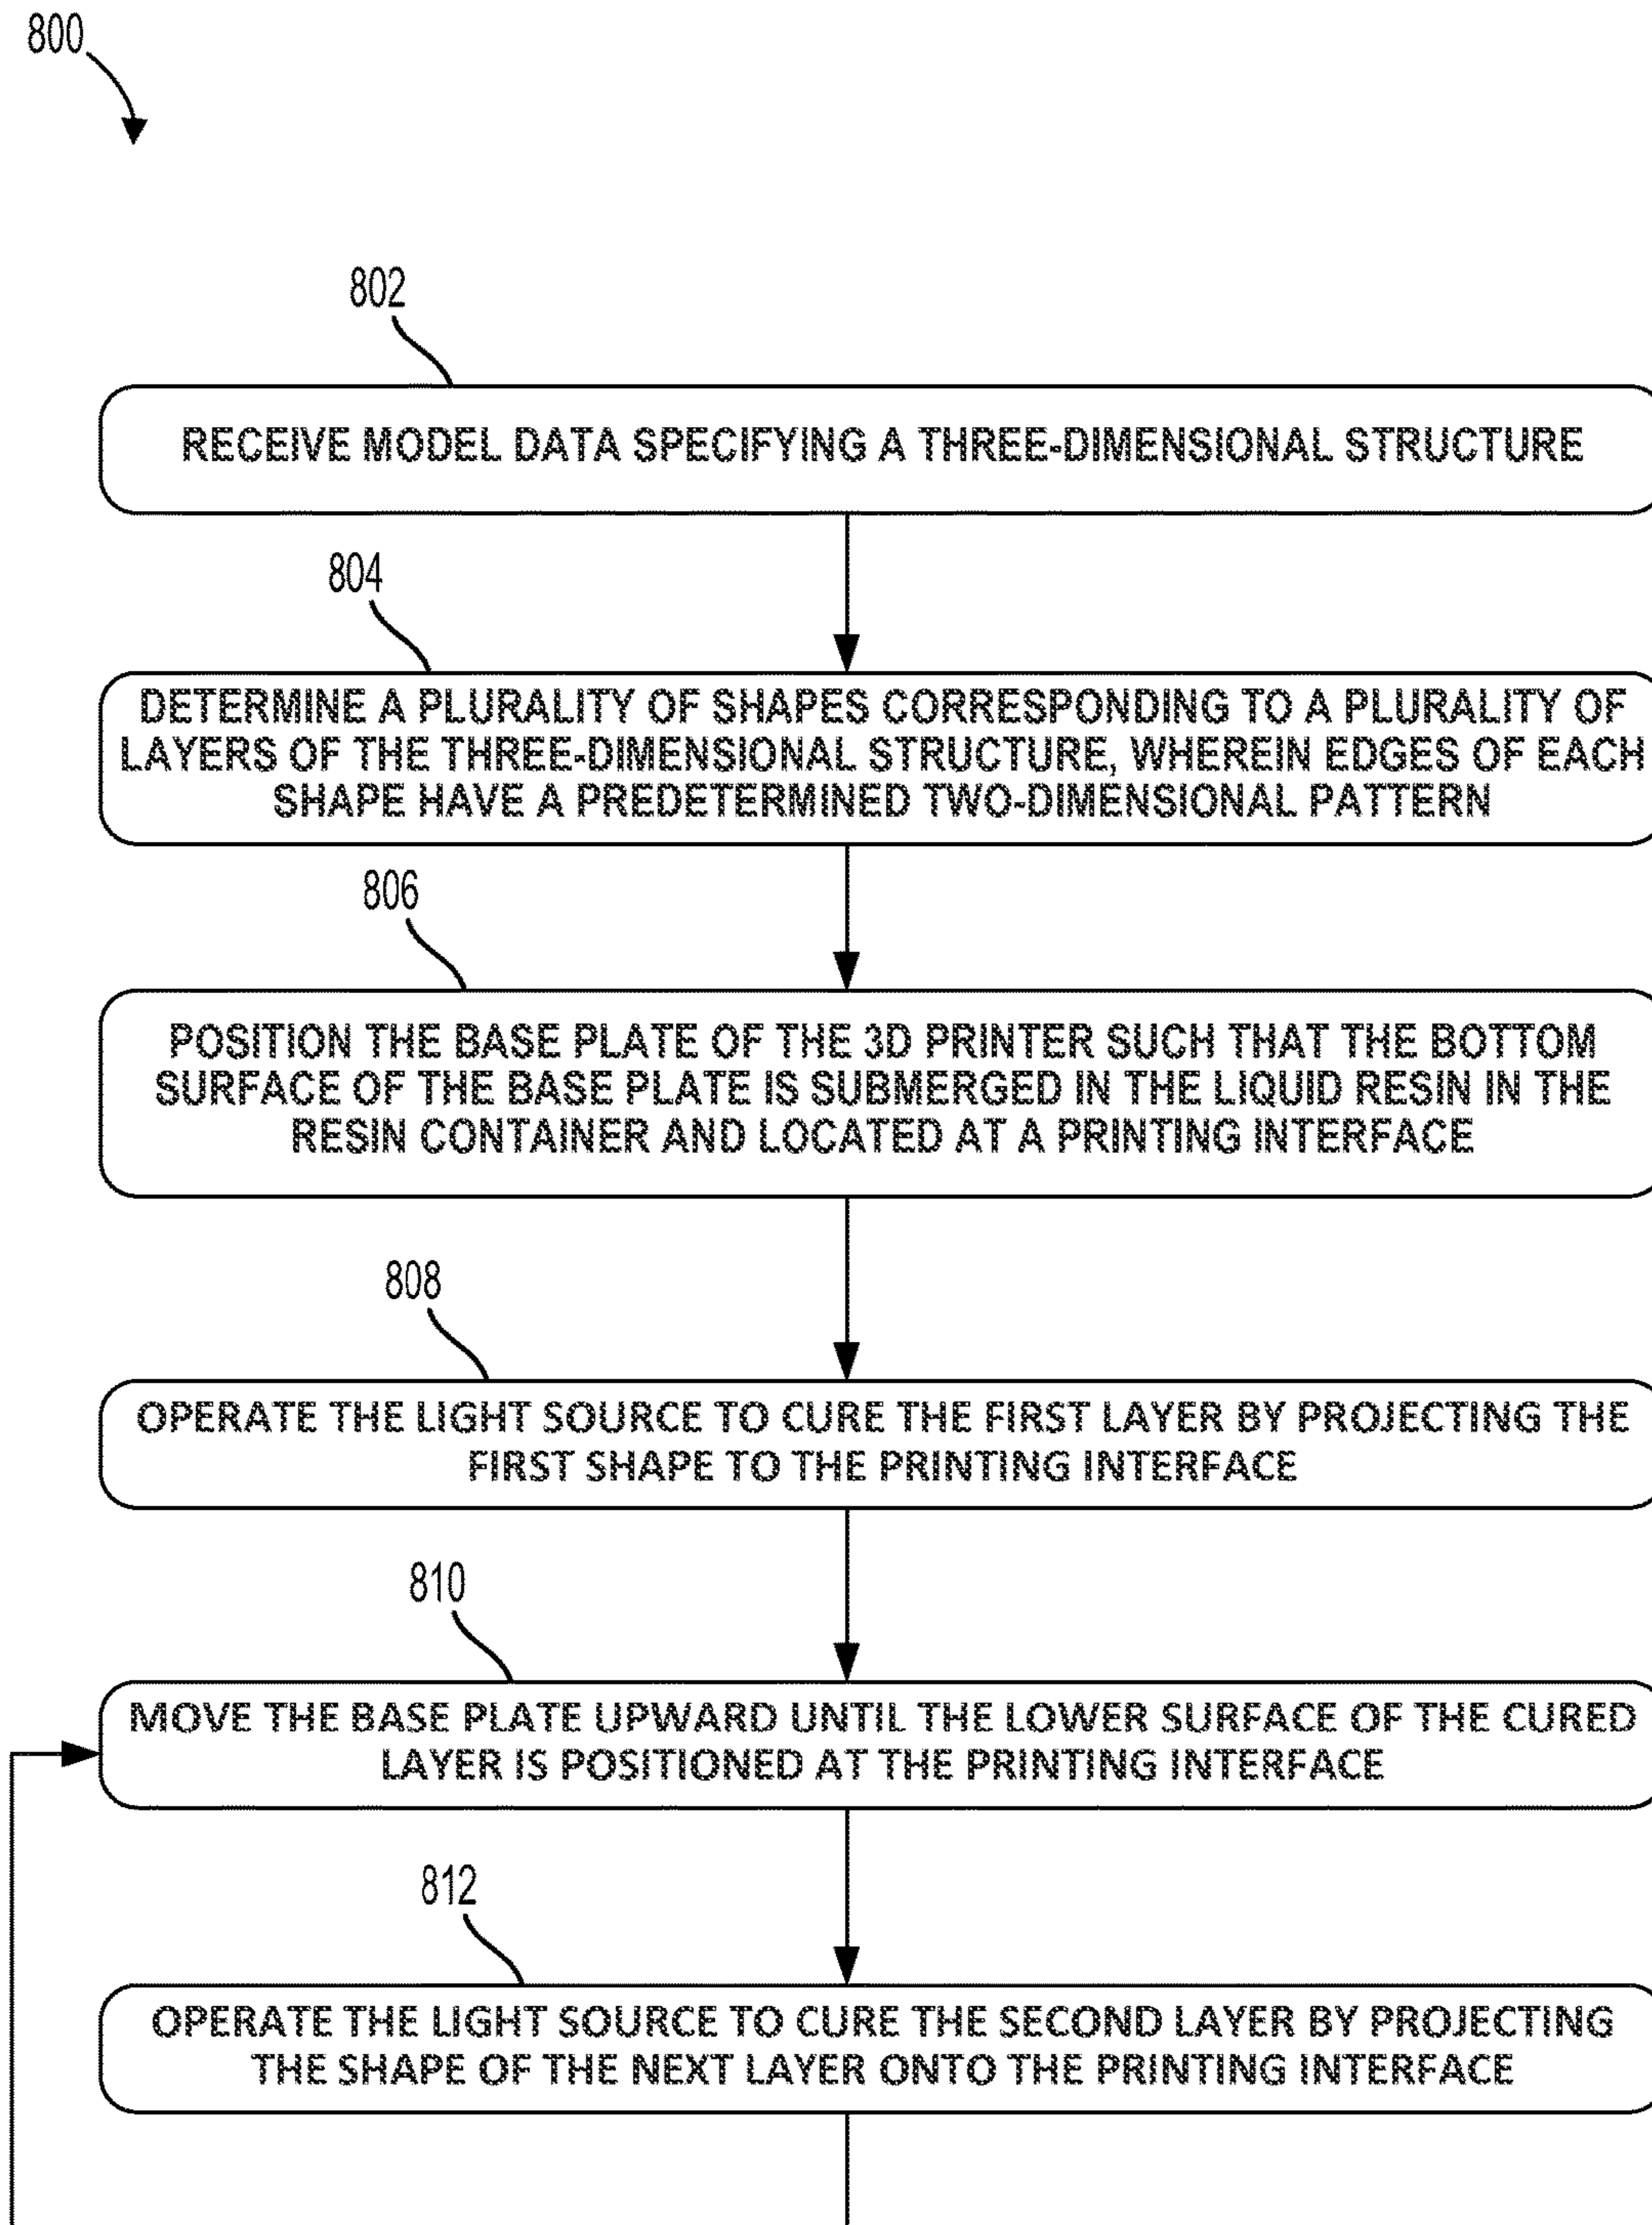 800
802
RECEIVE MODEL DATA SPECIFYING A THREE-DIMENSIONAL STRUCTURE
804
DETERMINE A PLURALITY OF SHAPES CORRESPONDING TO A PLURALITY OF
LAYERS OF THE THREE-DIMENSIONAL STRUCTURE, WHEREIN EDGES OF EACH
SHAPE HAVE A PREDETERMINED TWO-DIMENSIONAL PATTERN
806
POSITION THE BASE PLATE OF THE 3D PRINTER SUCH THAT THE BOTTOM
SURFACE OF THE BASE PLATE IS SUBMERGED IN THE LIQUID RESIN IN THE
RESIN CONTAINER AND LOCATED AT A PRINTING INTERFACE
808
OPERATE THE LIGHT SOURCE TO CURE THE FIRST LAYER BY PROJECTING THE
FIRST SHAPE TO THE PRINTING INTERFACE
810
MOVE THE BASE PLATE UPWARD UNTIL THE LOWER SURFACE OF THE CURED
LAYER IS POSITIONED AT THE PRINTING INTERFACE
812
OPERATE THE LIGHT SOURCE TO CURE THE SECOND LAYER BY PROJECTING
THE SHAPE OF THE NEXT LAYER ONTO THE PRINTING INTERFACE